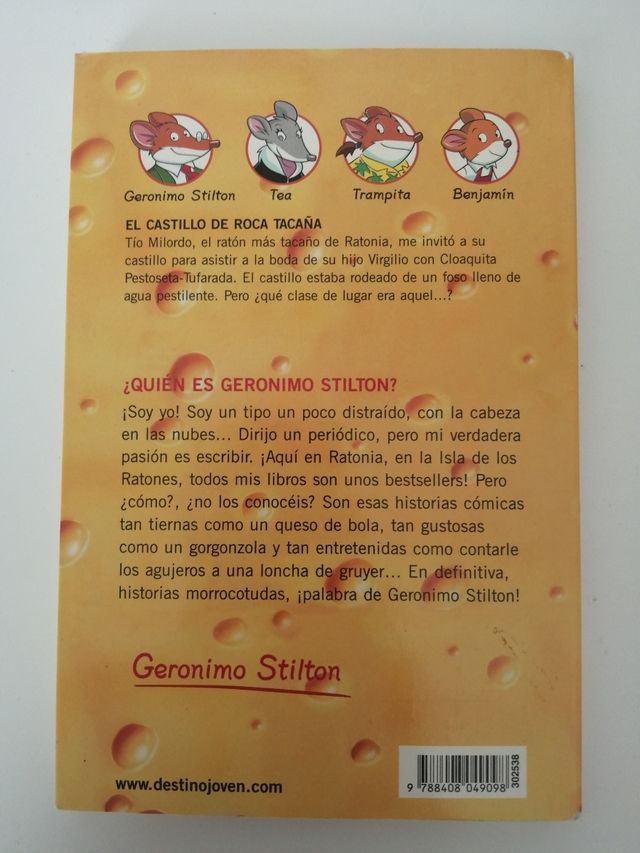 Geronimo Stilton Tea Trampita Benjamín
EL CASTILLO DE ROCA TACAÑA
Tío Milordo, el ratón más tacaño de Ratonia, me invitó a su
castillo para asistir a la boda de su hijo Virgilio con Cloaquita
Pestoseta-Tufarada. El castillo estaba rodeado de un foso lleno de
agua pestilente. Pero ¿qué clase de lugar era aquel...?
¿QUIÉN ES GERONIMO STILTON?
¡Soy yo! Soy un tipo un poco distraído, con la cabeza
en las nubes... Dirijo un periódico, pero mi verdadera
pasión es escribir. ¡Aquí en Ratonia, en la Isla de los
Ratones, todos mis libros son unos bestsellers! Pero
¿cómo?, ¿no los conocéis? Son esas historias cómicas
tan tiernas como un queso de bola, tan gustosas
como un gorgonzola y tan entretenidas como contarle
los agujeros a una loncha de gruyer... En definitiva,
historias morrocotudas, ¡palabra de Geronimo Stilton!
Geronimo Stilton
www.destinojoven.com
9 788408 049098
302538